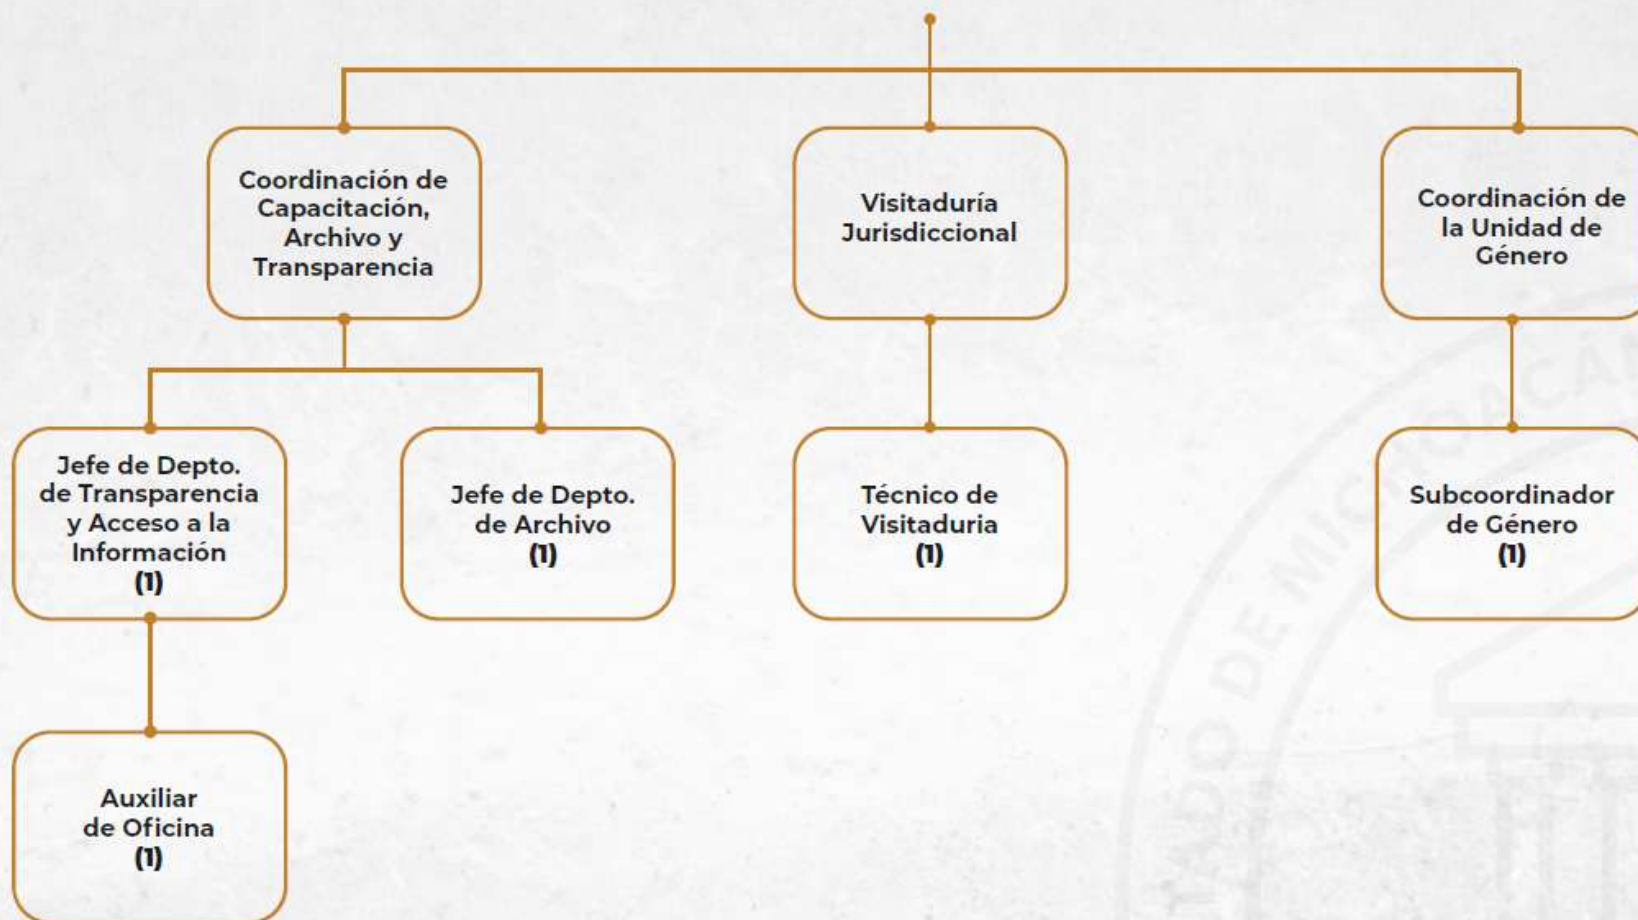 Coordinación de
Capacitación,
Archivo y
Transparencia
Visitaduría
Jurisdiccional
Coordinación de
la Unidad de
Género
Jefe de Depto.
de Transparencia
y Acceso a la
Información
(1)
Jefe de Depto.
de Archivo
(1)
Técnico de
Visitaduria
(1)
Subcoordinador
de Género
(1)
Auxiliar
de Oficina
(1)
DE MICHOACÁN